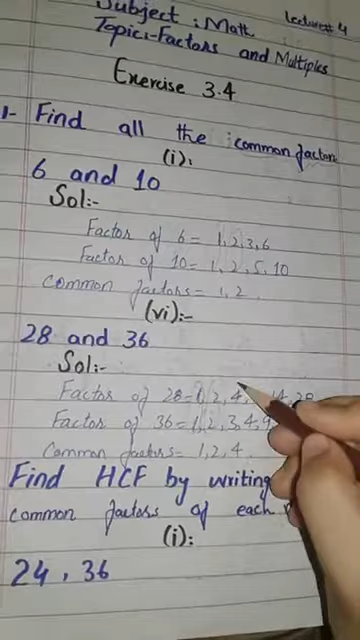 Subject : Math.
Lecture # 4
Topic:-Factors and Multiples
Exercise 3.4
1- Find all the common factors
(i):
6 and 10
Sol:-
Factor of 6 = 1, 2, 3, 6
Factor of 10 = 1, 2, 5, 10
Common factors = 1, 2
(vi):-
28 and 36
Sol:-
Factor of 28 = 1, 2, 4, 14, 28
Factor of 36 = 1, 2, 3, 4, 9
Common factors = 1, 2, 4
Find HCF by writing
common factors of each
(i):
24 , 36